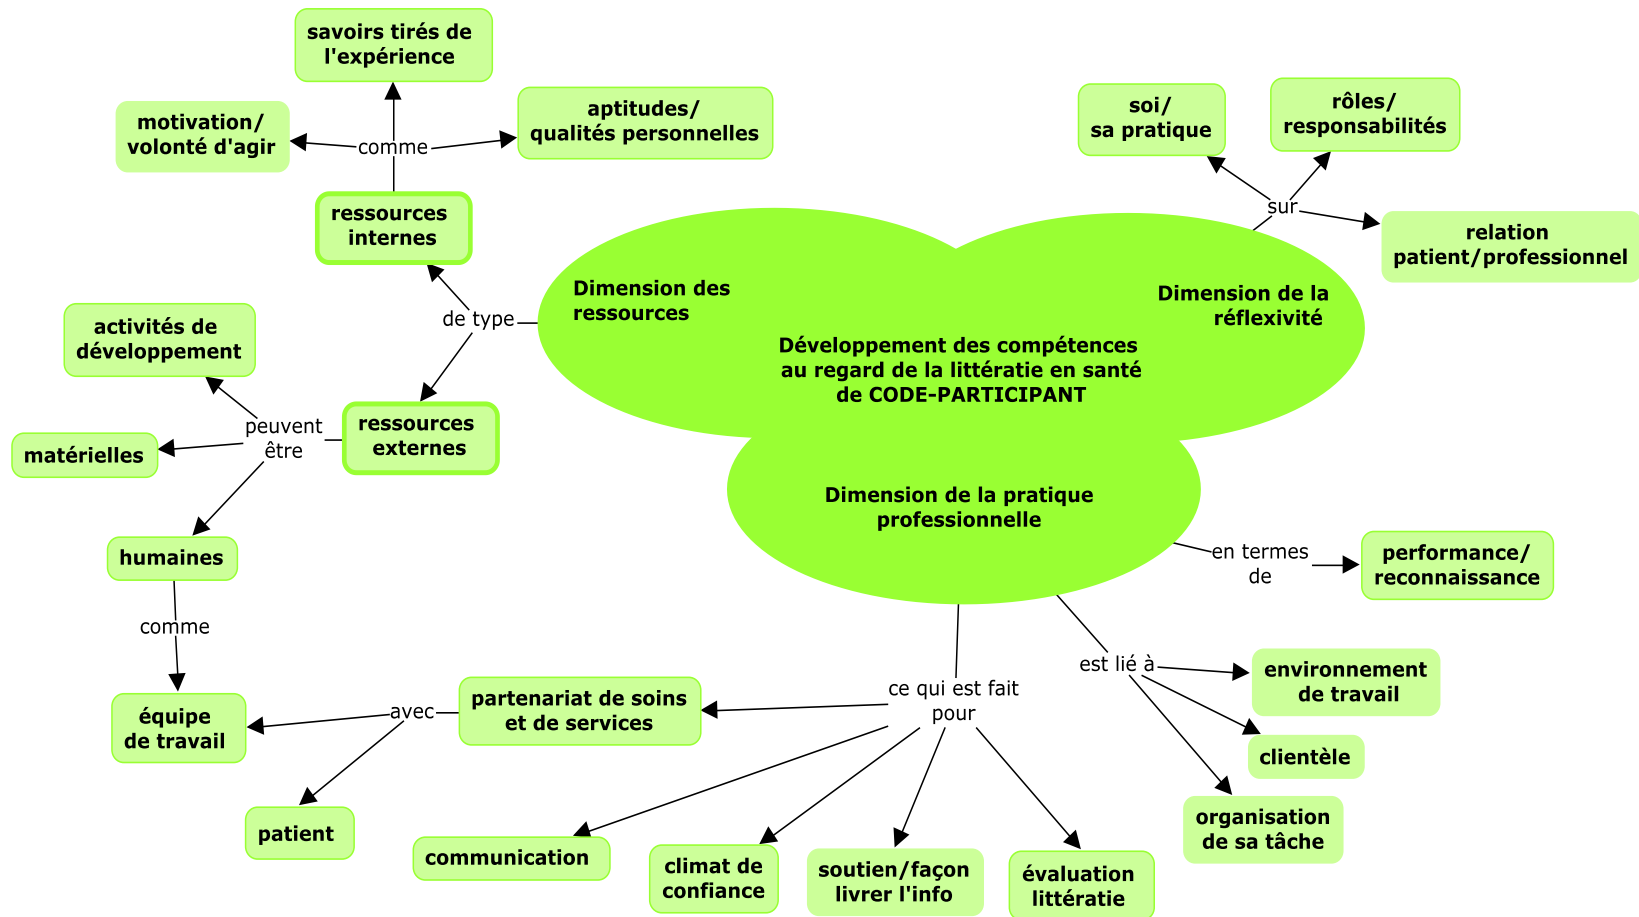 savoirs tirés de
l'expérience
motivation/
volonté d'agir
comme
aptitudes/
qualités personnelles
ressources
internes
soi/
sa pratique
rôles/
responsabilités
sur
relation
patient/professionnel
Dimension des
ressources
Dimension de la
réflexivité
de type
Développement des compétences
au regard de la littératie en santé
de CODE-PARTICIPANT
activités de
développement
peuvent
être
ressources
externes
matérielles
humaines
comme
Dimension de la pratique
professionnelle
en termes
de
performance/
reconnaissance
est lié à
environnement
de travail
clientèle
organisation
de sa tâche
ce qui est fait
pour
partenariat de soins
et de services
avec
équipe
de travail
patient
communication
climat de
confiance
soutien/façon
livrer l'info
évaluation
littératie